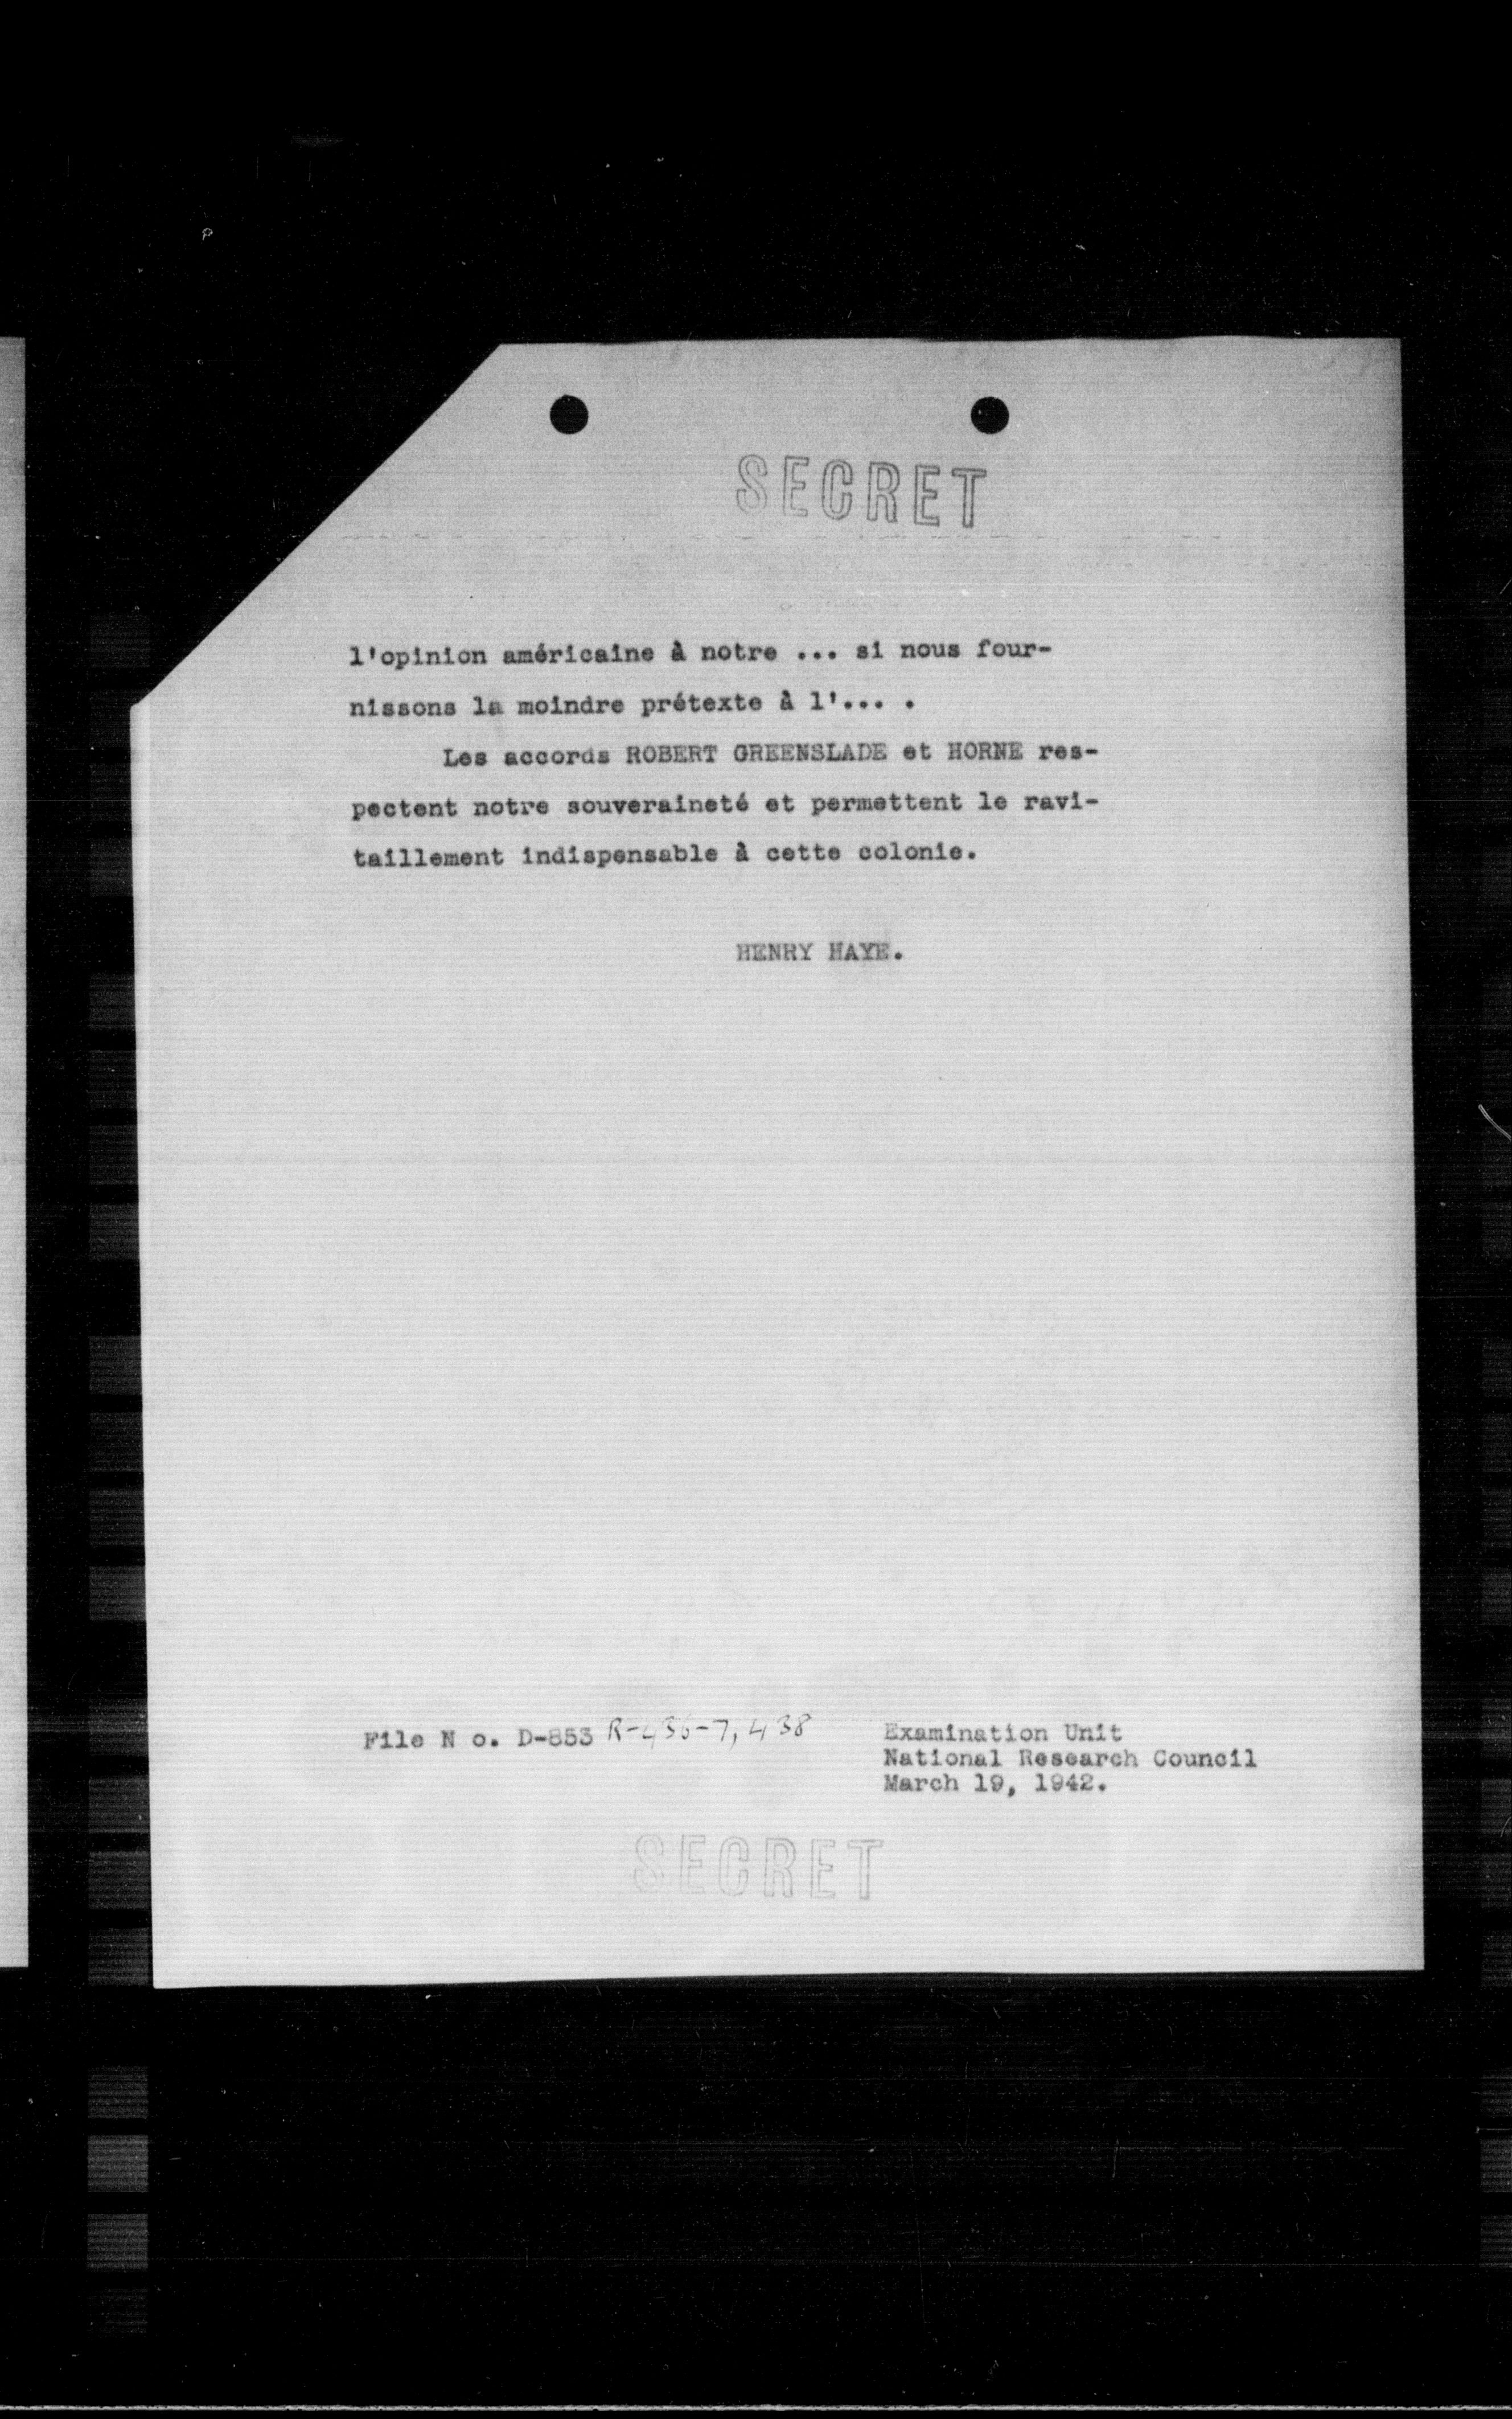 SECRET
l'opinion américaine à notre ... si nous four-
nissons la moindre prétexte à l'... .
Les accords ROBERT GREENSLADE et HORNE res-
pectent notre souveraineté et permettent le ravi-
taillement indispensable à cette colonie.
HENRY HAYE.
File N o. D-853 R-436-7, 438
Examination Unit
National Research Council
March 19, 1942.
SECRET